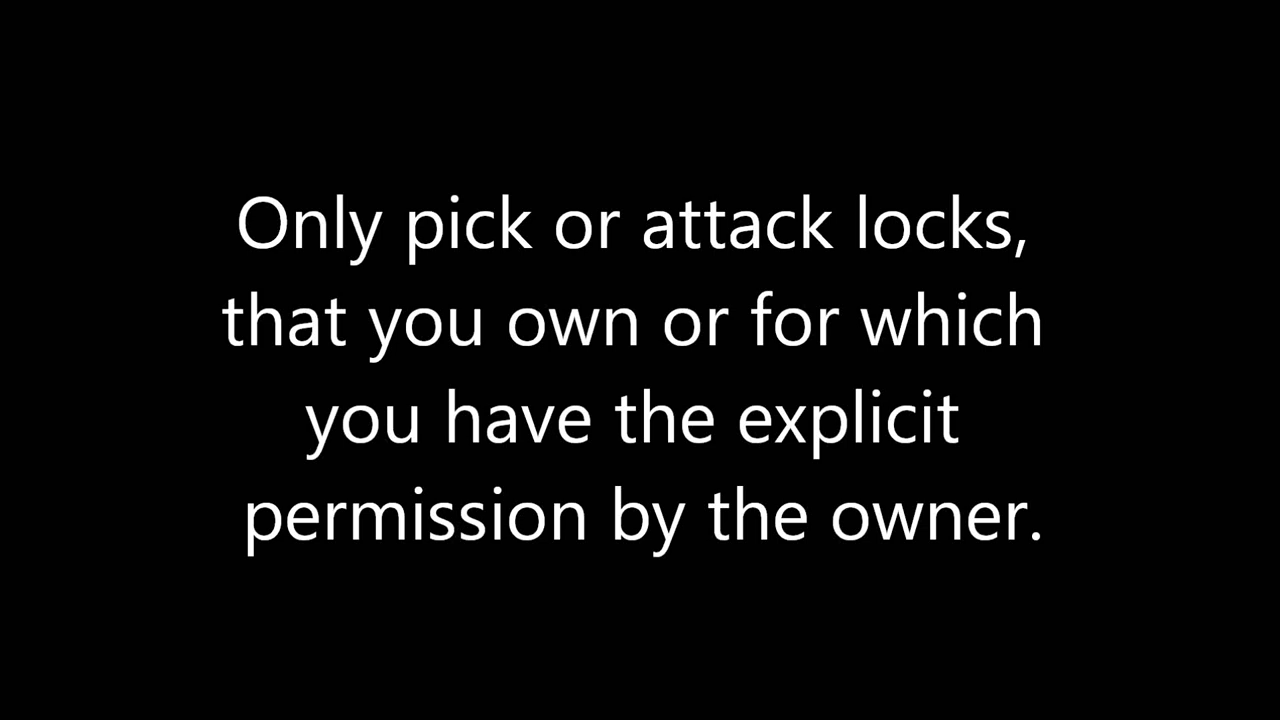 Only pick or attack locks,
that you own or for which
you have the explicit
permission by the owner.